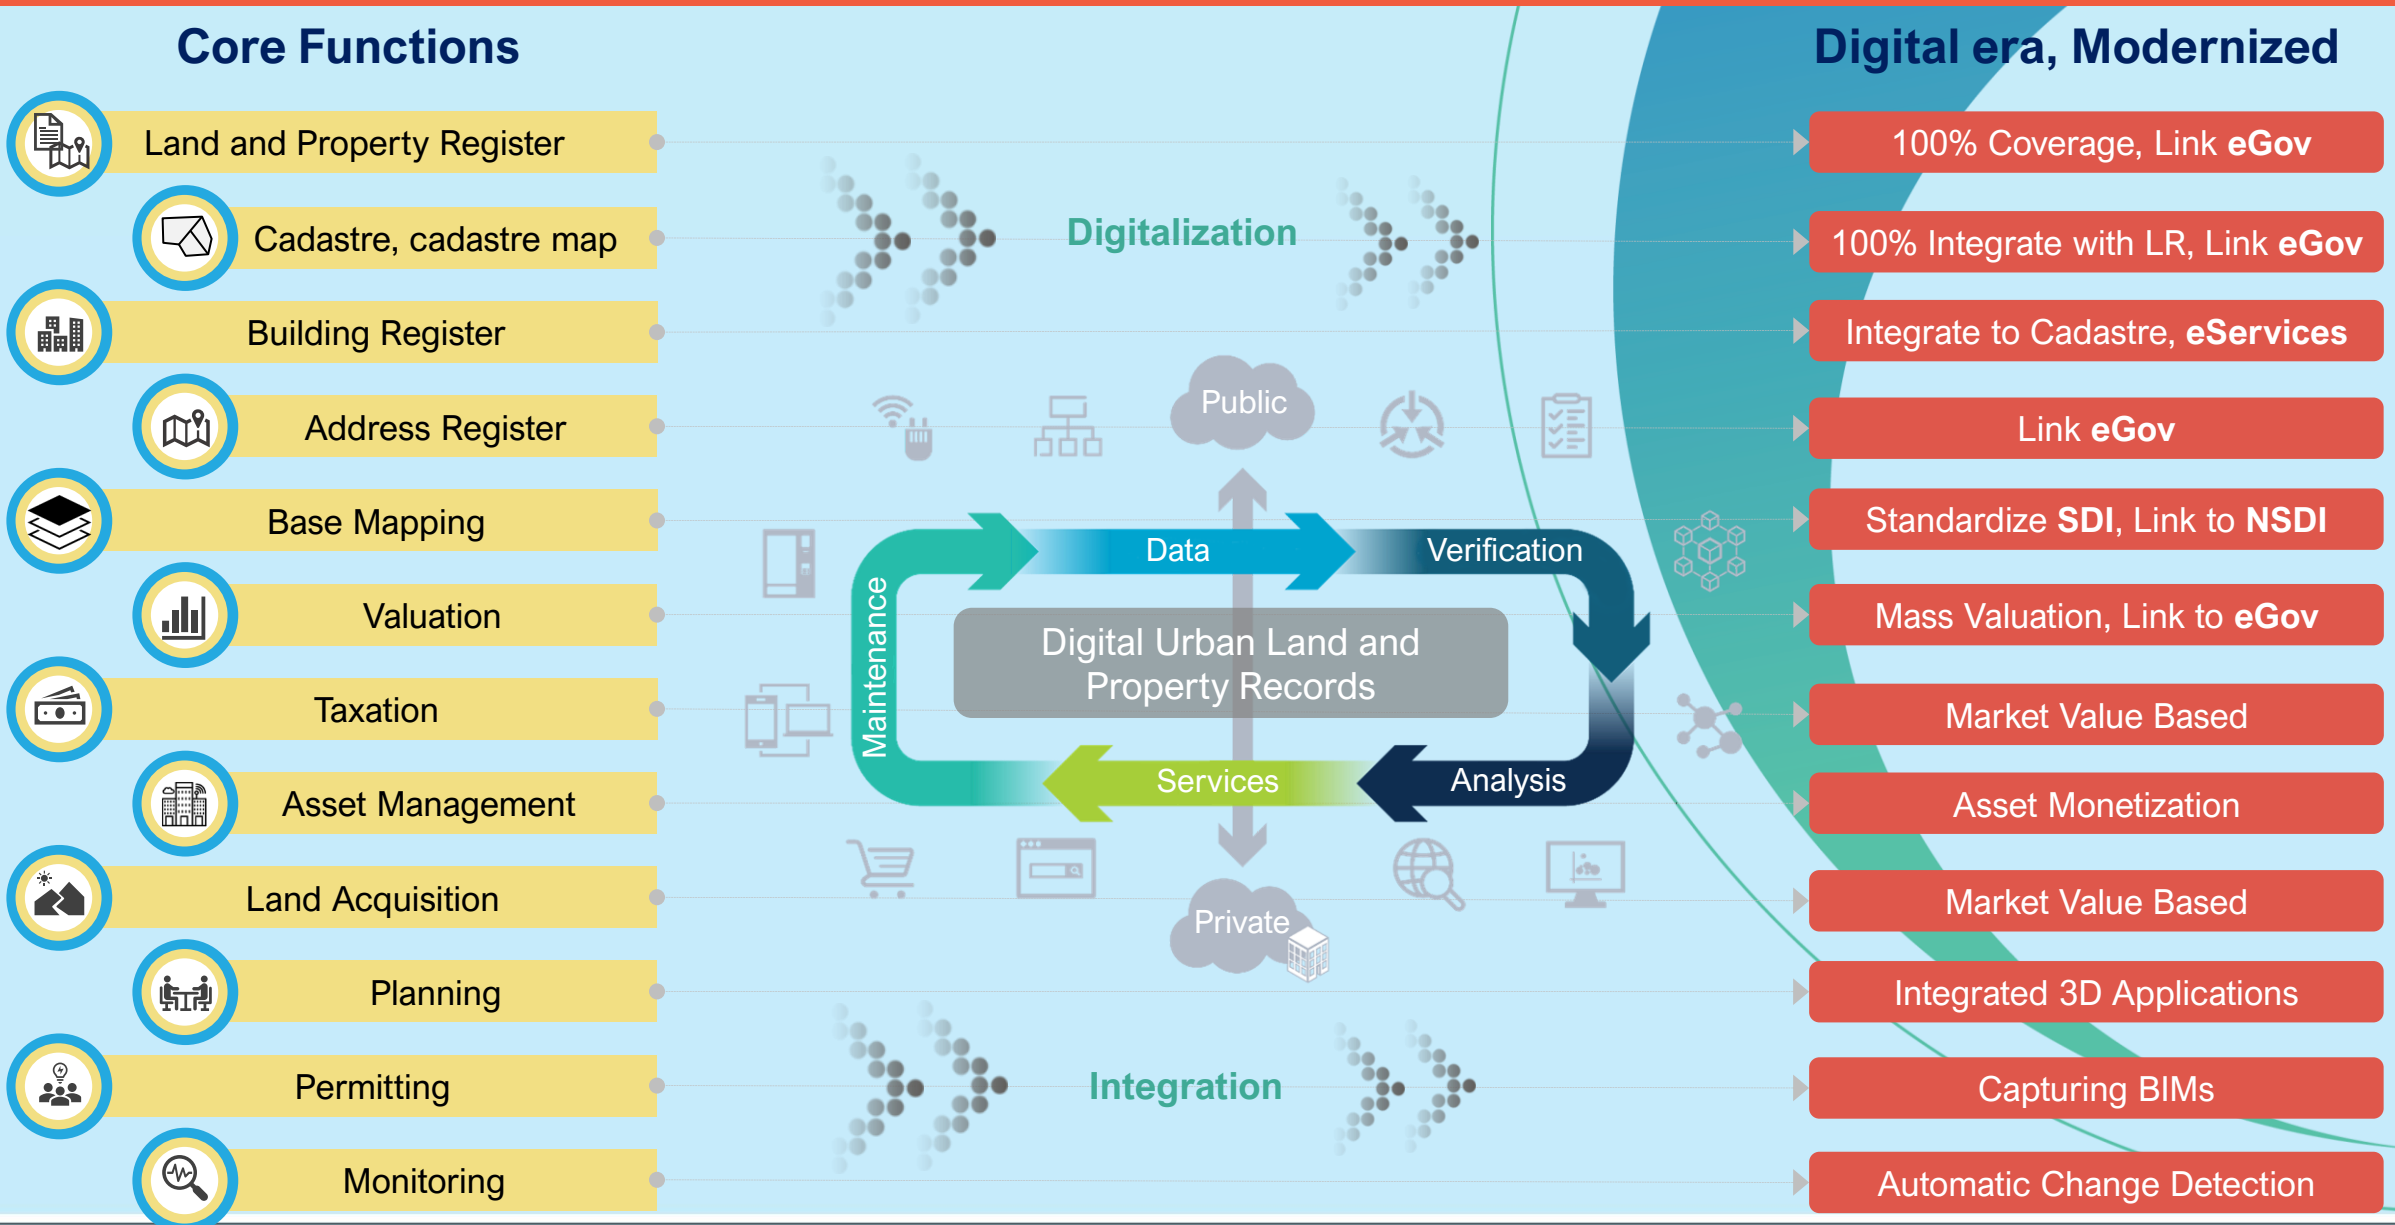 Core Functions
Digital era, Modernized
Land and Property Register
100% Coverage, Link eGov
Cadastre, cadastre map
Digitalization
100% Integrate with LR, Link eGov
Building Register
Integrate to Cadastre, eServices
Public
Address Register
Link eGov
Base Mapping
Standardize SDI, Link to NSDI
Data
Verification
Valuation
Mass Valuation, Link to eGov
Maintenance
Digital Urban Land and
Property Records
Taxation
Market Value Based
Services
Analysis
Asset Management
Asset Monetization
Land Acquisition
Market Value Based
Private
Planning
Integrated 3D Applications
Permitting
Integration
Capturing BIMs
Monitoring
Automatic Change Detection